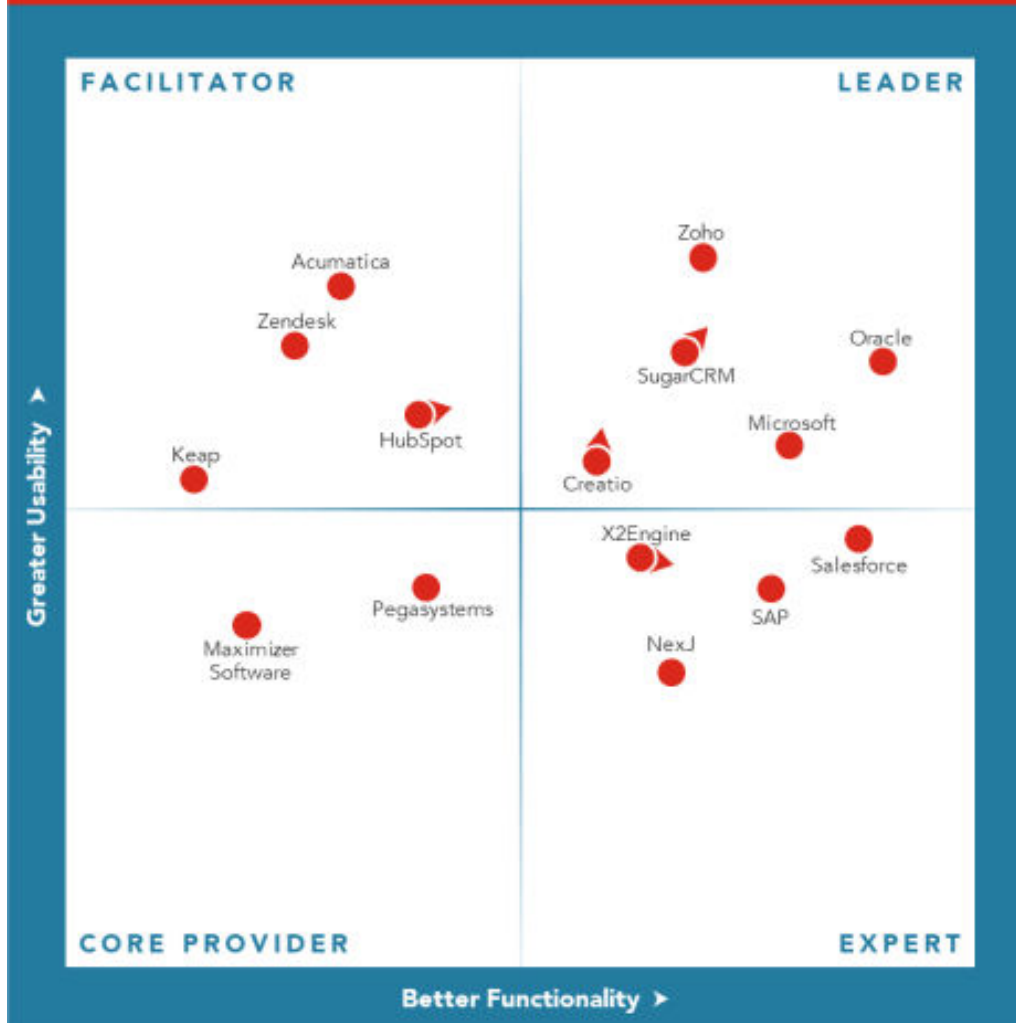 FACILITATOR
LEADER
Zoho
Acumatica
Zendesk
Oracle
SugarCRM
Microsoft
HubSpot
Keap
Creatio
X2Engine
Salesforce
Pegasystems
SAP
NexJ
Maximizer
Software
Greater Usability
CORE PROVIDER
EXPERT
Better Functionality